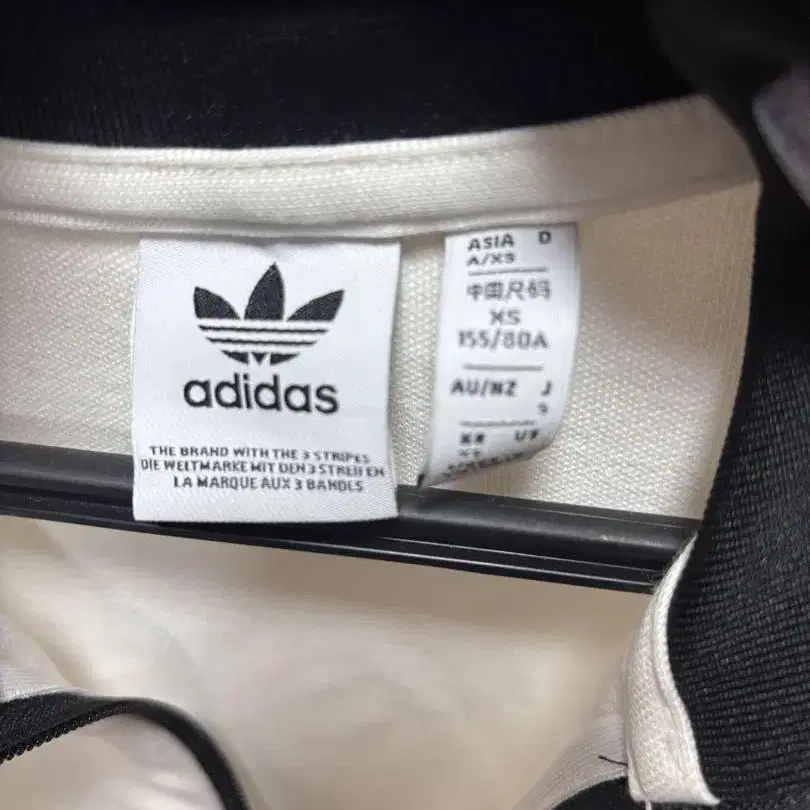 adidas
THE BRAND WITH THE 3 STRIPES
DIE WELTMARKE MIT DEN 3 STREIFEN
LA MARQUE AUX 3 BANDES
ASIA D
A/XS
中国尺码
XS
155/80A
AU/NZ J